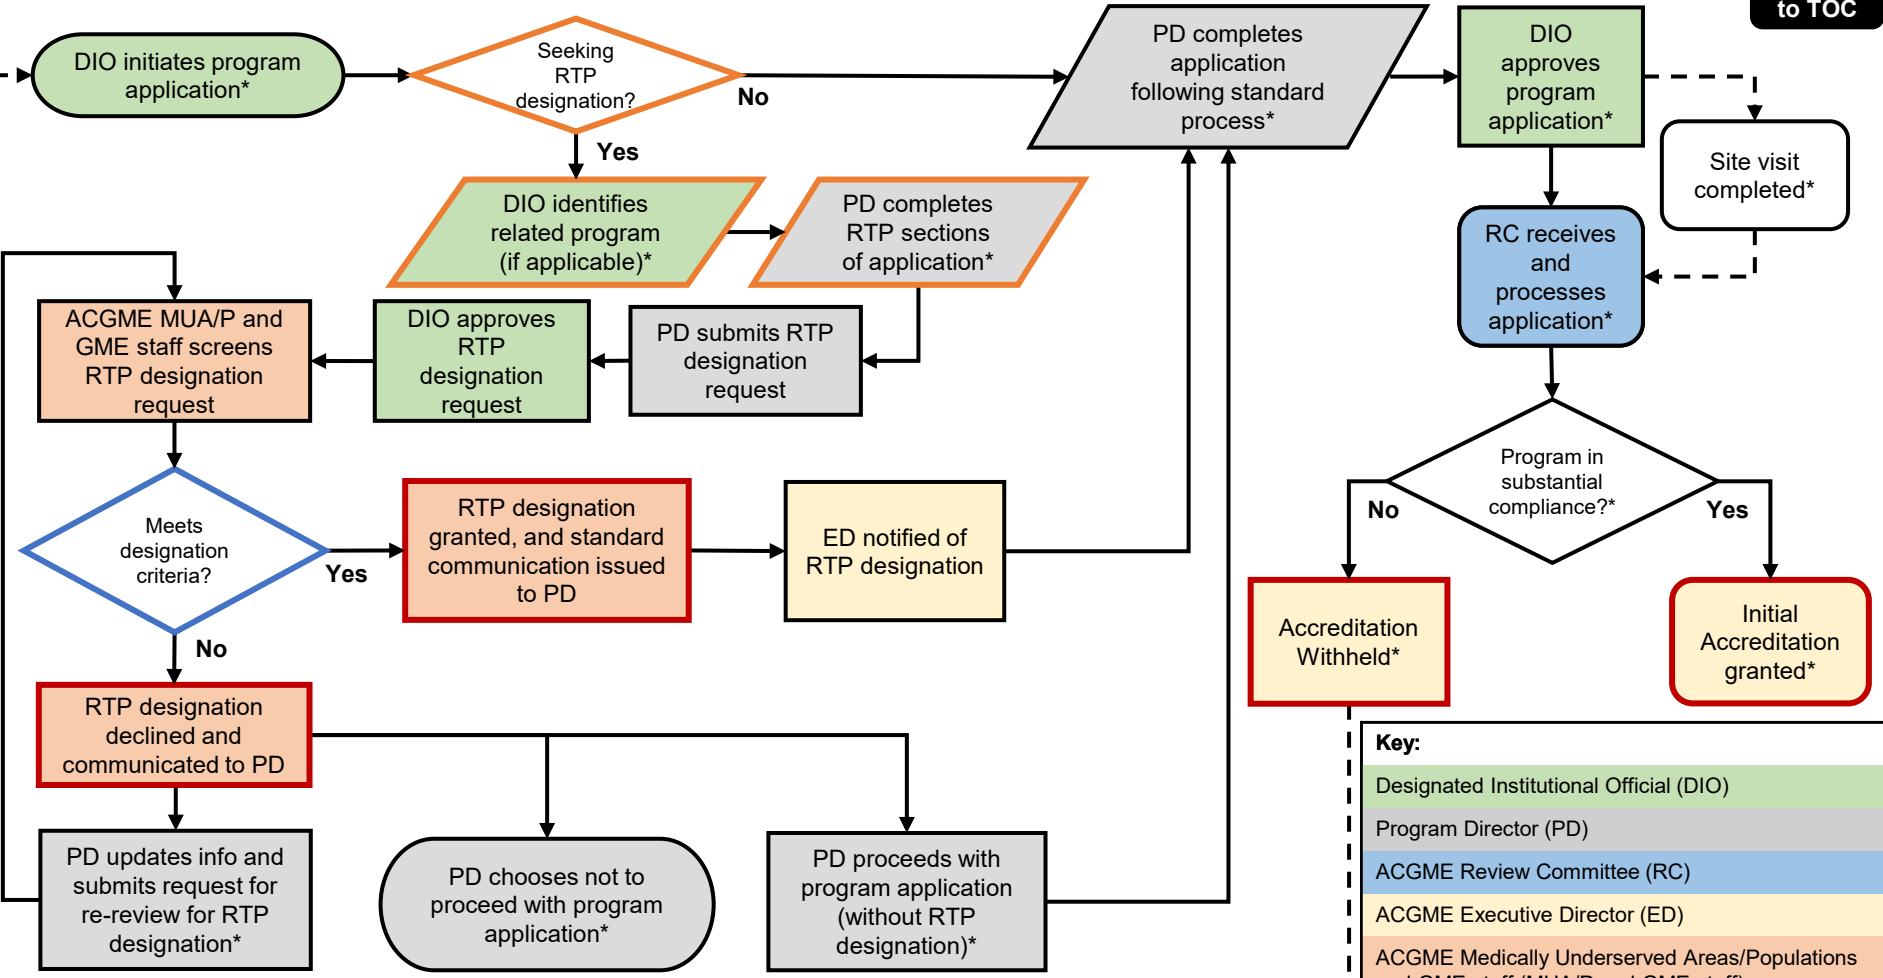 to TOC
DIO initiates program
application*
Seeking
RTP
designation?
No
Yes
PD completes
application
following standard
process*
DIO
approves
program
application*
Site visit
completed*
DIO identifies
related program
(if applicable)*
PD completes
RTP sections
of application*
RC receives
and
processes
application*
ACGME MUA/P and
GME staff screens
RTP designation
request
DIO approves
RTP
designation
request
PD submits RTP
designation
request
Program in
substantial
compliance?*
No
Yes
Meets
designation
criteria?
Yes
No
RTP designation
granted, and standard
communication issued
to PD
ED notified of
RTP designation
Accreditation
Withheld*
Initial
Accreditation
granted*
RTP designation
declined and
communicated to PD
PD updates info and
submits request for
re-review for RTP
designation*
PD chooses not to
proceed with program
application*
PD proceeds with
program application
(without RTP
designation)*
Key:
Designated Institutional Official (DIO)
Program Director (PD)
ACGME Review Committee (RC)
ACGME Executive Director (ED)
ACGME Medically Underserved Areas/Populations
and GME staff (MUA/P and GME staff)